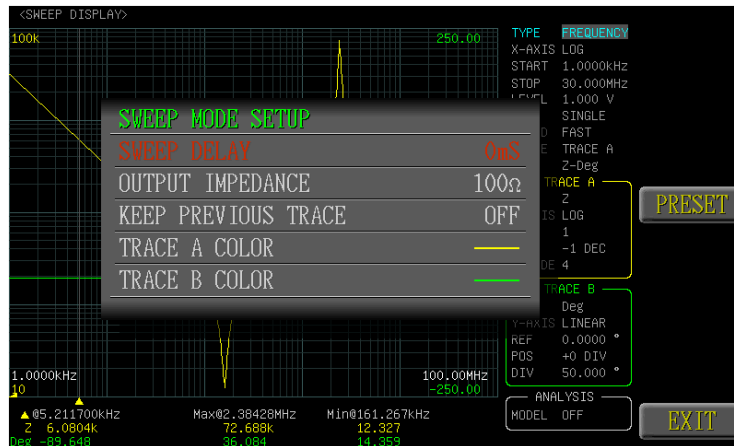 <SWEEP DISPLAY>
100k 250.00
TYPE FREQUENCY
X-AXIS LOG
START 1.0000kHz
STOP 30.000MHz
LEVEL 1.000 V
SINGLE
FAST
TRACE A
Z-Deg
SWEEP MODE SETUP
SWEEP DELAY 0mS
OUTPUT IMPEDANCE 100Ω
KEEP PREVIOUS TRACE OFF
TRACE A COLOR
TRACE B COLOR
TRACE A
Z
LOG
1
-1 DEC
4
TRACE B
Deg
Y-AXIS LINEAR
REF 0.0000 °
POS +0 DIV
DIV 50.000 °
ANALYSIS
MODEL OFF
PRESET
EXIT
1.0000kHz 100.00MHz
10 -250.00
@5.211700kHz Max@2.38428MHz Min@161.267kHz
Z 6.0804k 72.688k 12.327
Deg -89.648 36.084 14.359